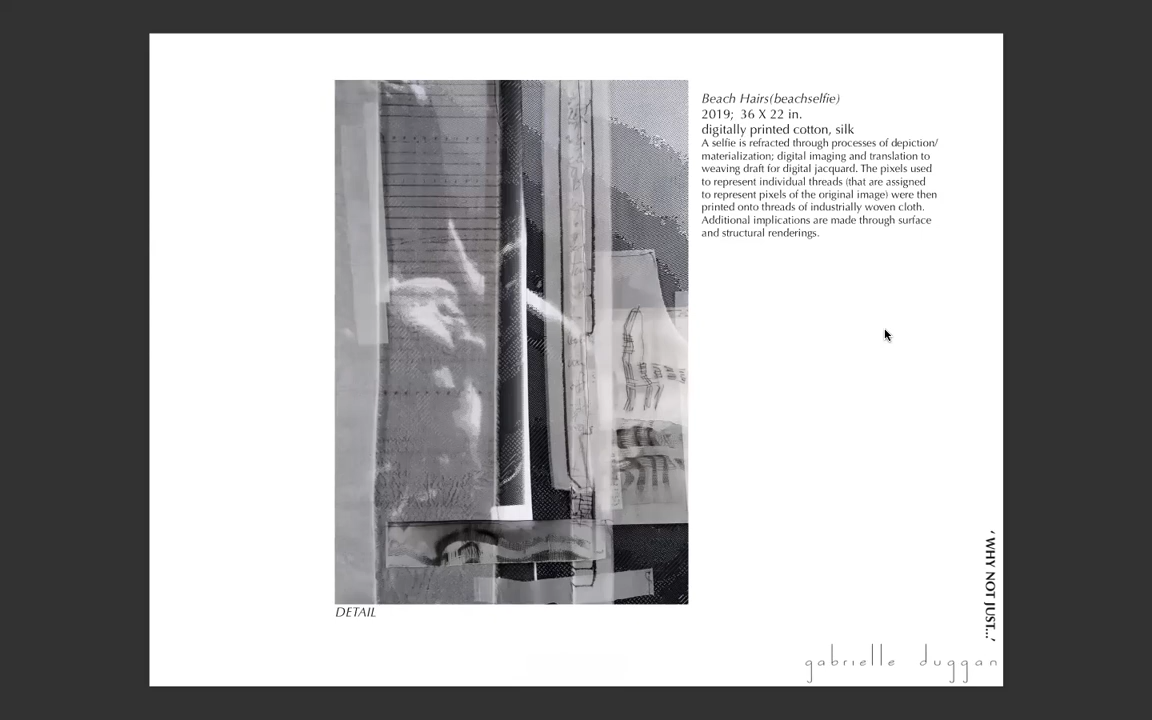 Beach Hairs(beachselfie)
2019;  36 X 22 in.
digitally printed cotton, silk
A selfie is refracted through processes of depiction/
materialization; digital imaging and translation to
weaving draft for digital jacquard. The pixels used
to represent individual threads (that are assigned
to represent pixels of the original image) were then
printed onto threads of industrially woven cloth.
Additional implications are made through surface
and structural renderings.
DETAIL
‘ WHY NOT JUST...’
gabrielle duggan